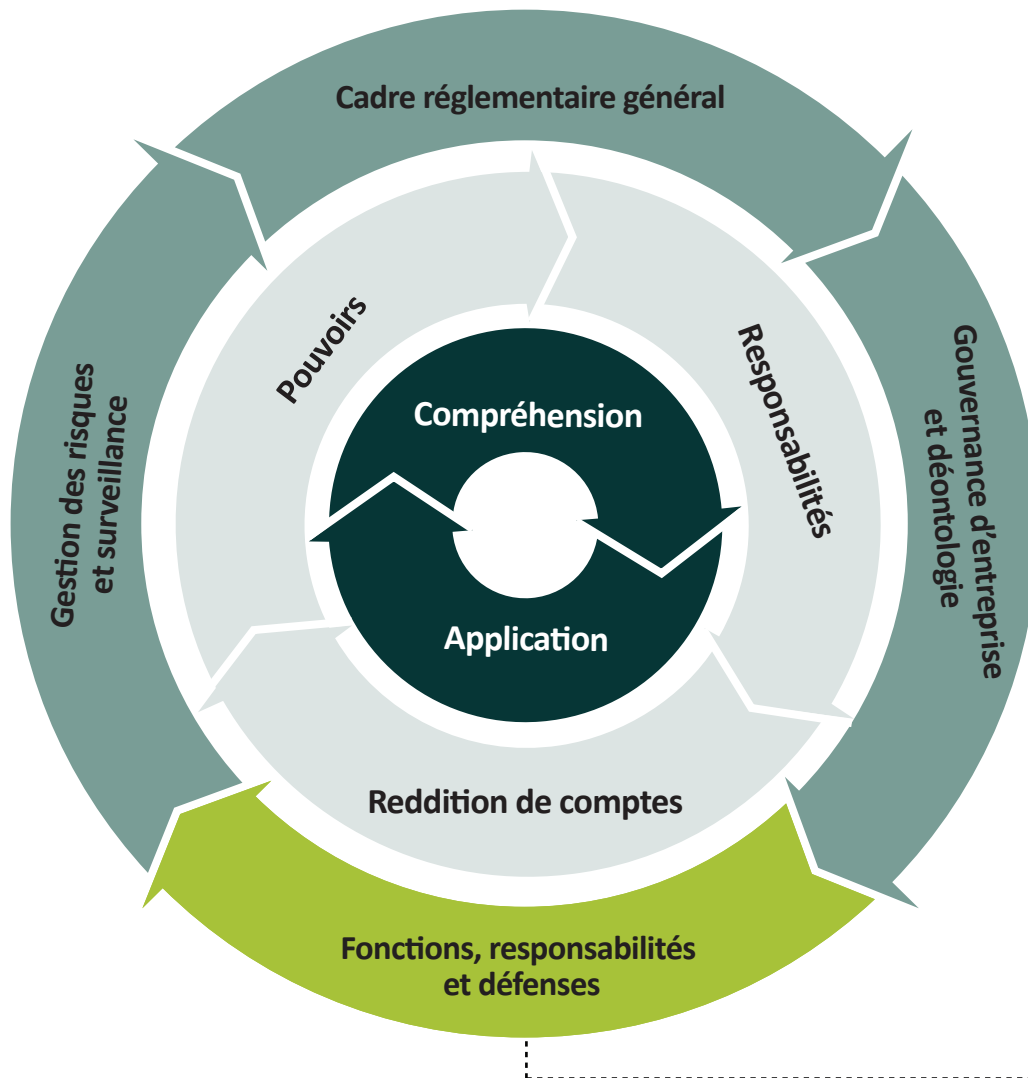 Cadre réglementaire général
Pouvoirs
Responsabilités
Gouvernance d’entreprise
et déontologie
Gestion des risques
et surveillance
Compréhension
Application
Reddition de comptes
Fonctions, responsabilités
et défenses